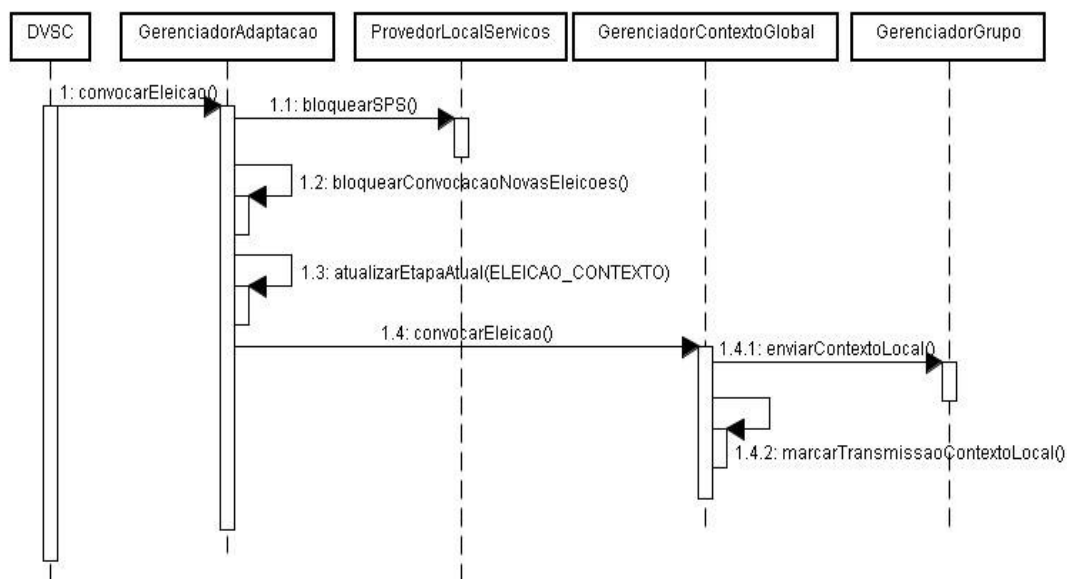 DVSC
GerenciadorAdaptacao
ProvedorLocalServicos
GerenciadorContextoGlobal
GerenciadorGrupo
1: convocarEleicao()
1.1: bloquearSPS()
1.2: bloquearConvocacaoNovasEleicoes()
1.3: atualizarEtapaAtual(ELEICAO_CONTEXTO)
1.4: convocarEleicao()
1.4.1: enviarContextoLocal()
1.4.2: marcarTransmissaoContextoLocal()